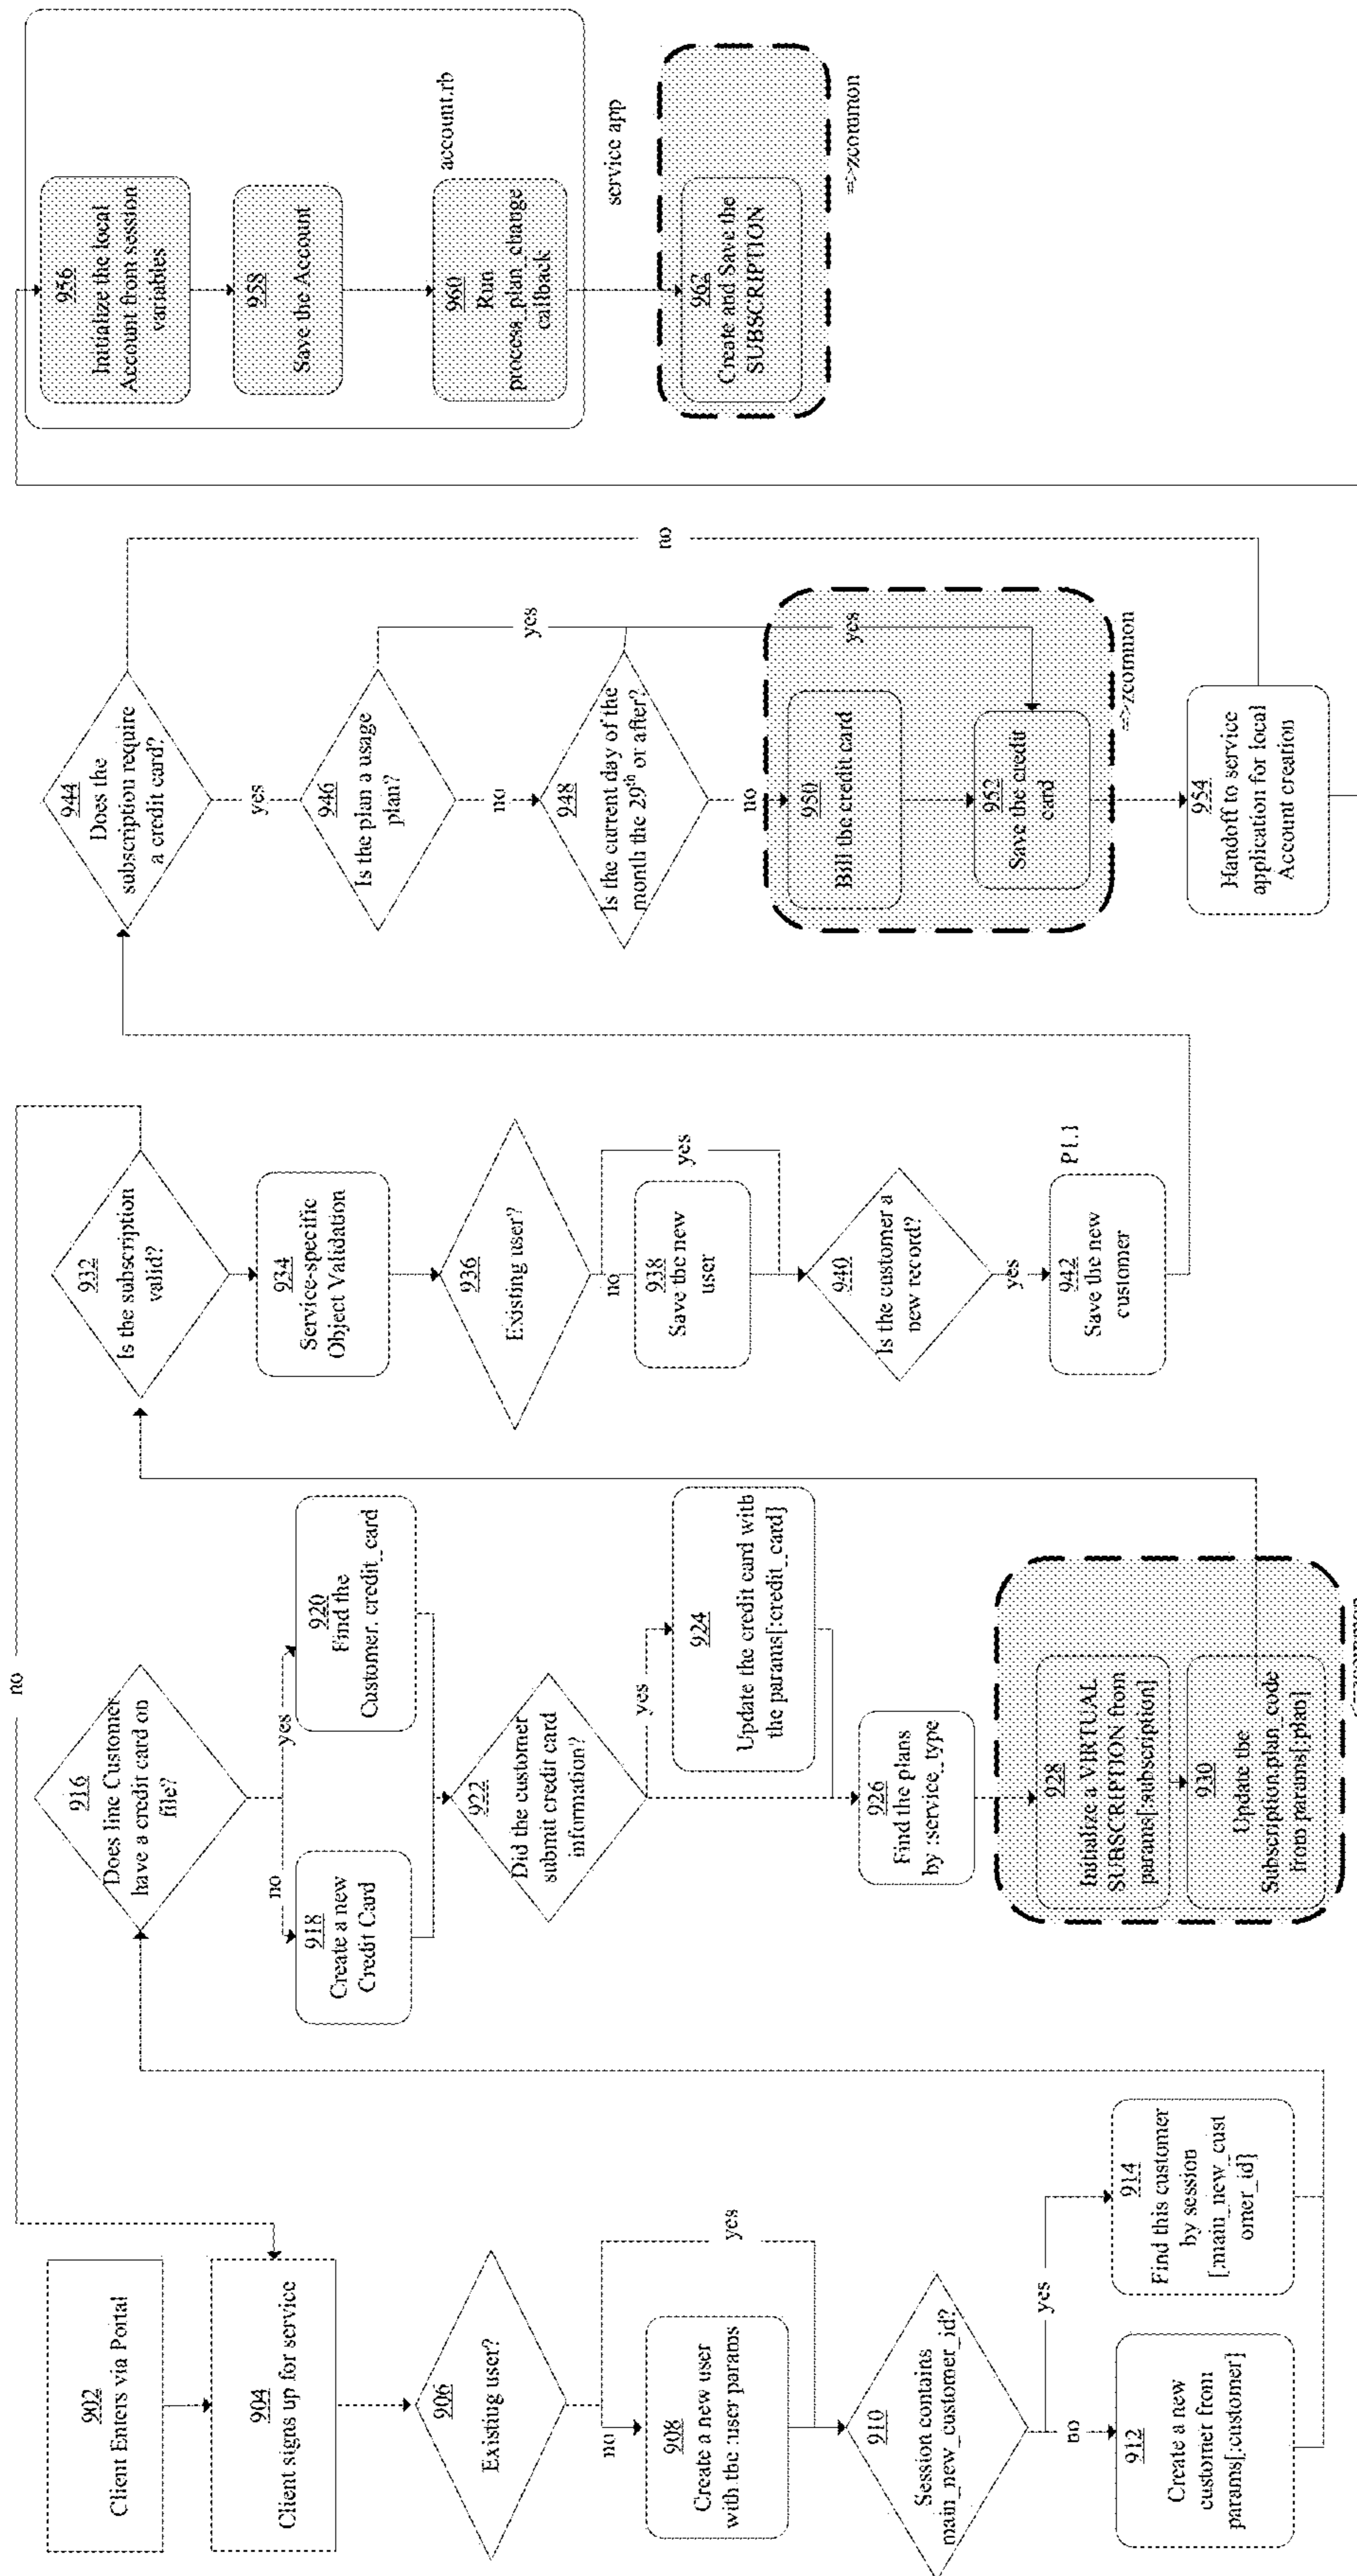 902
Client Enters via Portal
904
Client signs up for service
906
Existing user?
no
yes
908
Create a new user
with the :user params
910
Session contains
main_new_customer_id?
no
yes
912
Create a new
customer from
params[:customer]
914
Find this customer
by session
[:main_new_cust
omer_id]
no
916
Does line Customer
have a credit card on
file?
no
yes
918
Create a new
Credit Card
920
Find the
Customer. credit_card
922
Did the customer
submit credit card
information?
yes
924
Update the credit card with
the params[:credit_card]
926
Find the plans
by :service_type
928
Initialize a VIRTUAL
SUBSCRIPTION from
params[:subscription]
930
Update the
Subscription.plan_code
from params[:plan]
932
Is the subscription
valid?
934
Service-specific
Object Validation
936
Existing user?
no
yes
938
Save the new
user
940
Is the customer a
new record?
yes
942
Save the new
customer
P1.1
944
Does the
subscription require
a credit card?
yes
no
946
Is the plan a usage
plan?
no
yes
948
Is the current day of the
month the 29th or after?
no
yes
950
Bill the credit card
952
Save the credit
card
=>zcommon
954
Handoff to service
application for local
Account creation
956
Initialize the local
Account from session
variables
958
Save the Account
960
Run
process_plan_change
callback
account.rb
service app
962
Create and Save the
SUBSCRIPTION
=>zcommon